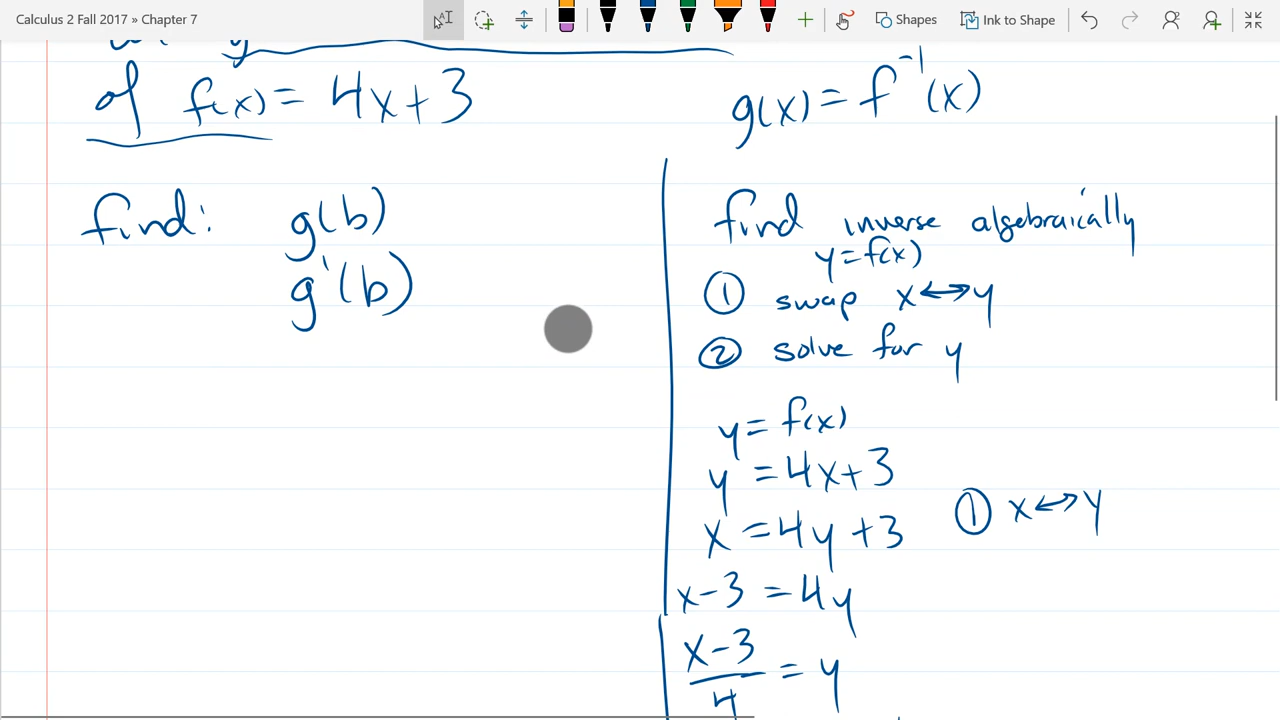 Calculus 2 Fall 2017 » Chapter 7
Shapes
Ink to Shape
of f(x) = 4x+3
g(x) = f⁻¹(x)
find: g(b)
g'(b)
find inverse algebraically
y=f(x)
① swap x↔y
② solve for y
y = f(x)
y = 4x+3
x = 4y+3 ① x↔y
x-3 = 4y
x-3/4 = y